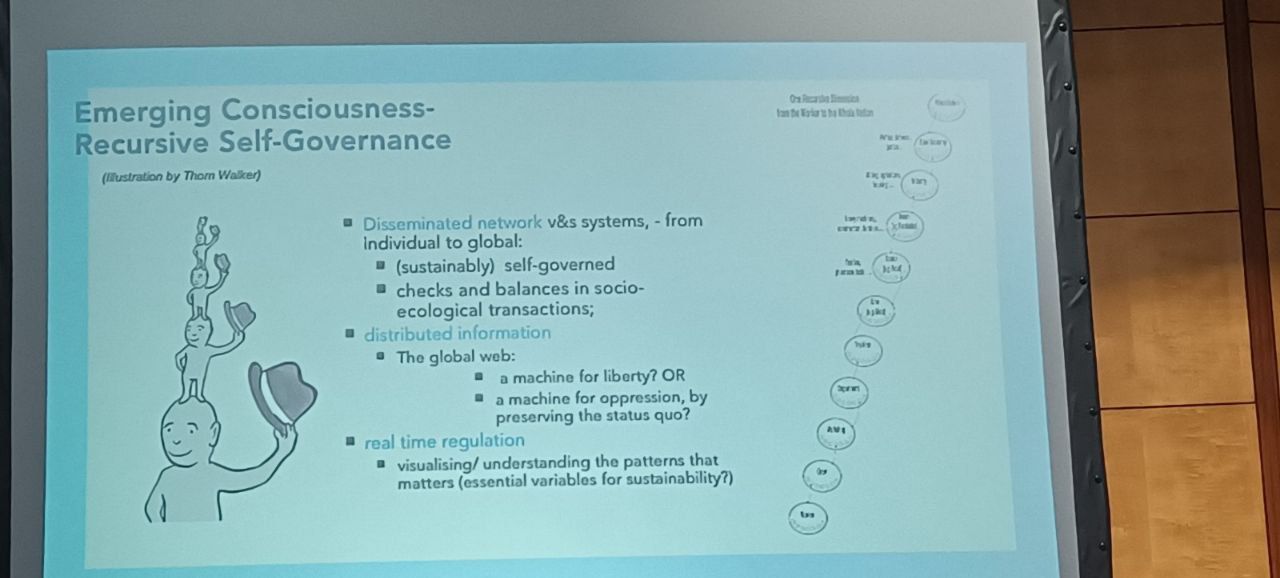 Emerging Consciousness-
Recursive Self-Governance
(Illustration by Thom Walker)
▪ Disseminated network v&s systems, - from
individual to global:
▪ (sustainably) self-governed
▪ checks and balances in socio-
ecological transactions;
▪ distributed information
▪ The global web:
▪ a machine for liberty? OR
▪ a machine for oppression, by
preserving the status quo?
▪ real time regulation
▪ visualising/ understanding the patterns that
matters (essential variables for sustainability?)
One Recursive Dimension
from the Worker to the Whole Nation